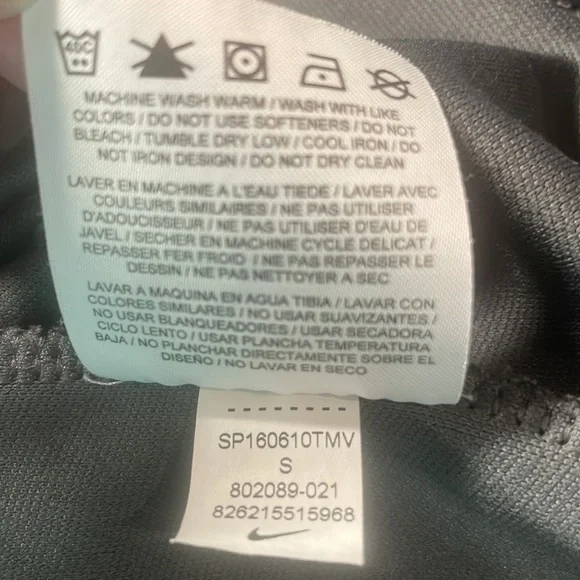 40C
MACHINE WASH WARM / WASH WITH LIKE
COLORS / DO NOT USE SOFTENERS / DO NOT
BLEACH / TUMBLE DRY LOW / COOL IRON / DO
NOT IRON DESIGN / DO NOT DRY CLEAN
LAVER EN MACHINE A L'EAU TIEDE / LAVER AVEC
COULEURS SIMILAIRES / NE PAS UTILISER
D'ADOUCISSEUR / NE PAS UTILISER D'EAU DE
JAVEL / SECHER EN MACHINE CYCLE DELICAT /
REPASSER FER FROID / NE PAS REPASSER LE
DESSIN / NE PAS NETTOYER A SEC
LAVAR A MAQUINA EN AGUA TIBIA / LAVAR CON
COLORES SIMILARES / NO USAR SUAVIZANTES /
NO USAR BLANQUEADORES / USAR SECADORA
CICLO LENTO / USAR PLANCHA TEMPERATURA
BAJA / NO PLANCHAR DIRECTAMENTE SOBRE EL
DISEÑO / NO LAVAR EN SECO
SP160610TMV
S
802089-021
826215515968